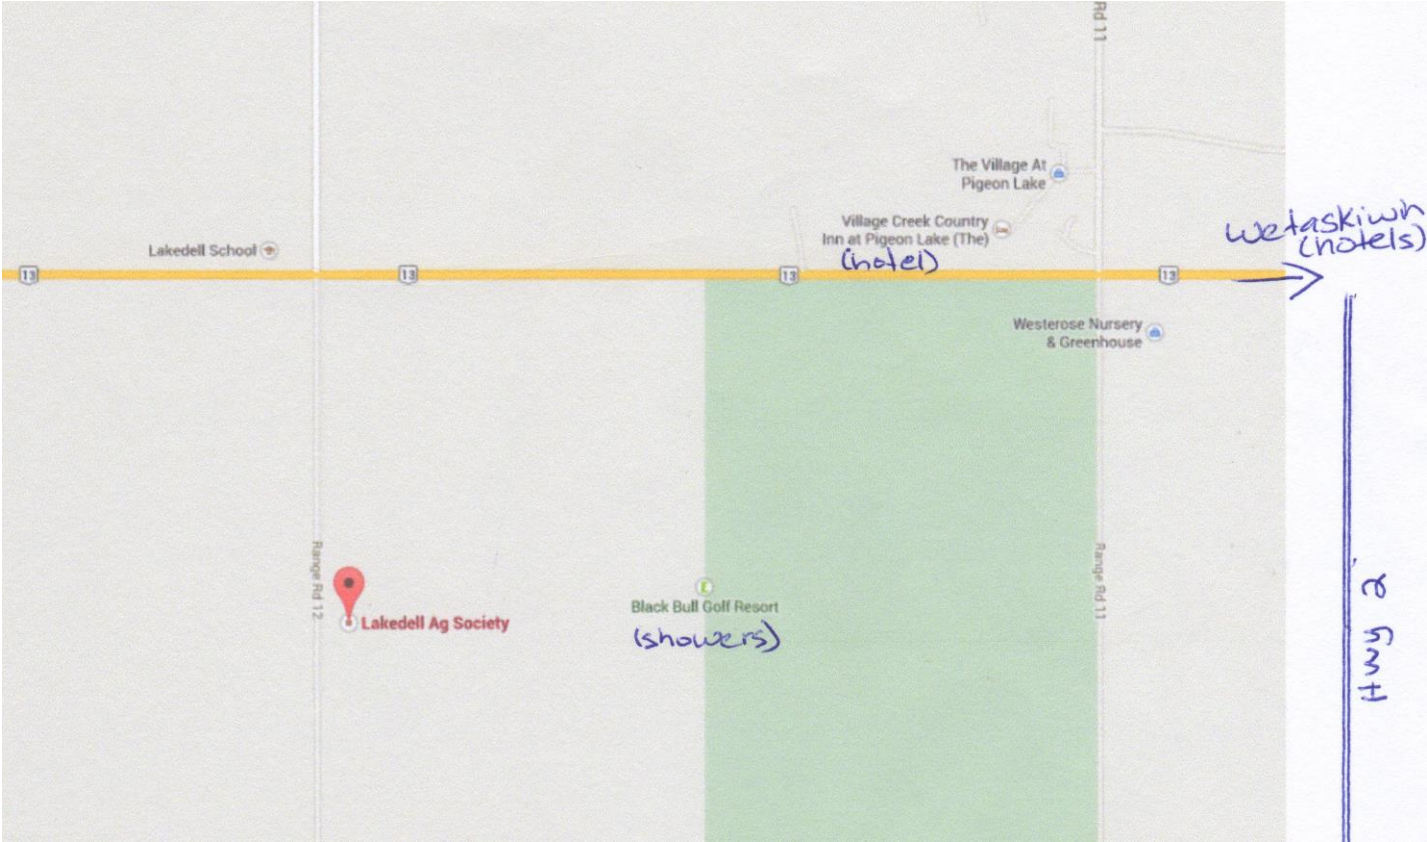 Rd 11
The Village At
Pigeon Lake
Village Creek Country
Inn at Pigeon Lake (The)
(hotel)
Wetaskiwin
(hotels)
Lakedell School
13
13
13
13
Westerose Nursery
& Greenhouse
Range Rd 12
Range Rd 11
Lakedell Ag Society
Black Bull Golf Resort
(showers)
Hwy 2